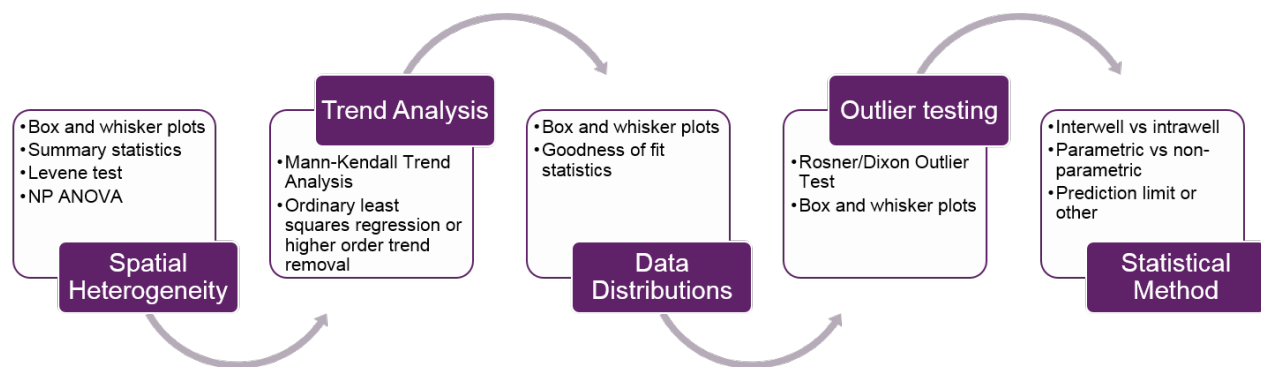 •Box and whisker plots
•Summary statistics
•Levene test
•NP ANOVA
Spatial
Heterogeneity
Trend Analysis
•Mann-Kendall Trend
Analysis
•Ordinary least
squares regression or
higher order trend
removal
•Box and whisker plots
•Goodness of fit
statistics
Data
Distributions
Outlier testing
•Rosner/Dixon Outlier
Test
•Box and whisker plots
•Interwell vs intrawell
•Parametric vs non-
parametric
•Prediction limit or
other
Statistical
Method